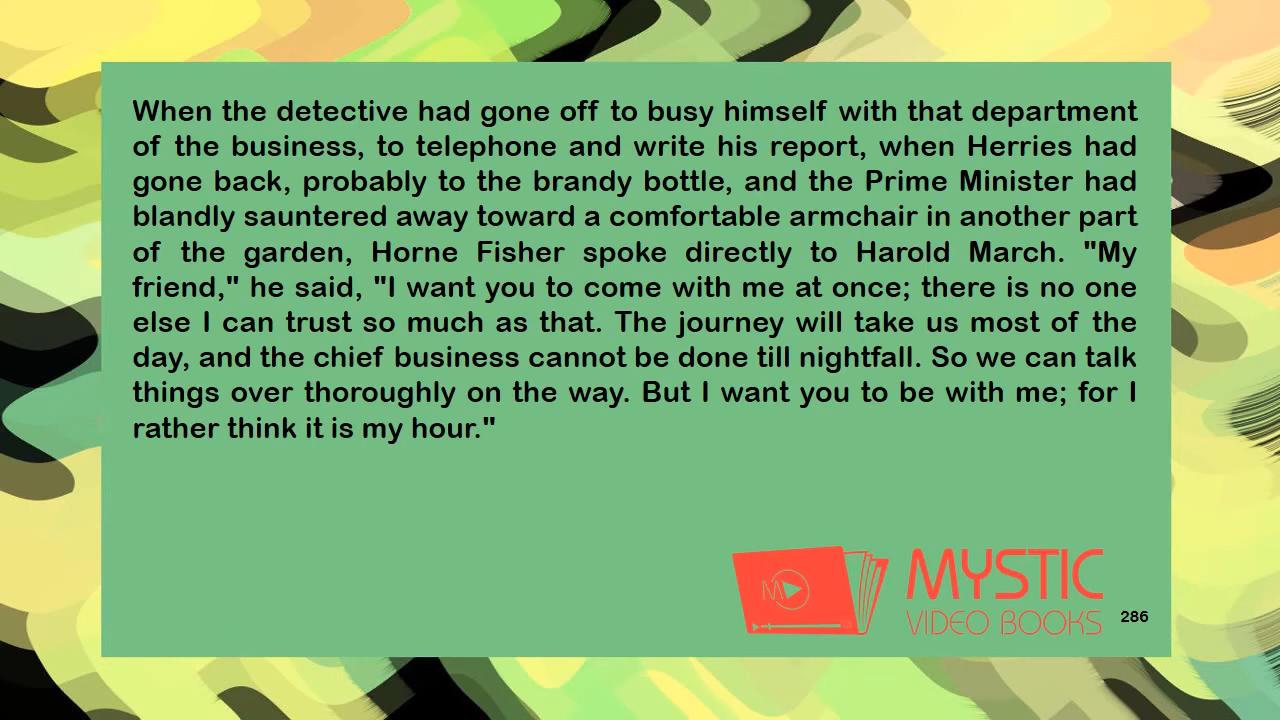 When the detective had gone off to busy himself with that department
of the business, to telephone and write his report, when Herries had
gone back, probably to the brandy bottle, and the Prime Minister had
blandly sauntered away toward a comfortable armchair in another part
of the garden, Horne Fisher spoke directly to Harold March. "My
friend," he said, "I want you to come with me at once; there is no one
else I can trust so much as that. The journey will take us most of the
day, and the chief business cannot be done till nightfall. So we can talk
things over thoroughly on the way. But I want you to be with me; for I
rather think it is my hour."
M
MYSTIC
VIDEO BOOKS
286